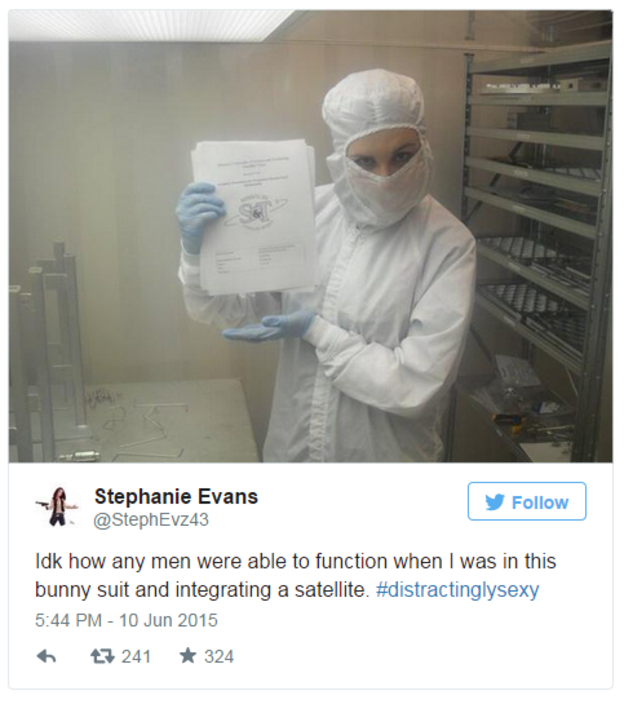 S&T
Stephanie Evans
@StephEvz43
Follow
Idk how any men were able to function when I was in this
bunny suit and integrating a satellite. #distractinglysexy
5:44 PM - 10 Jun 2015
241 324